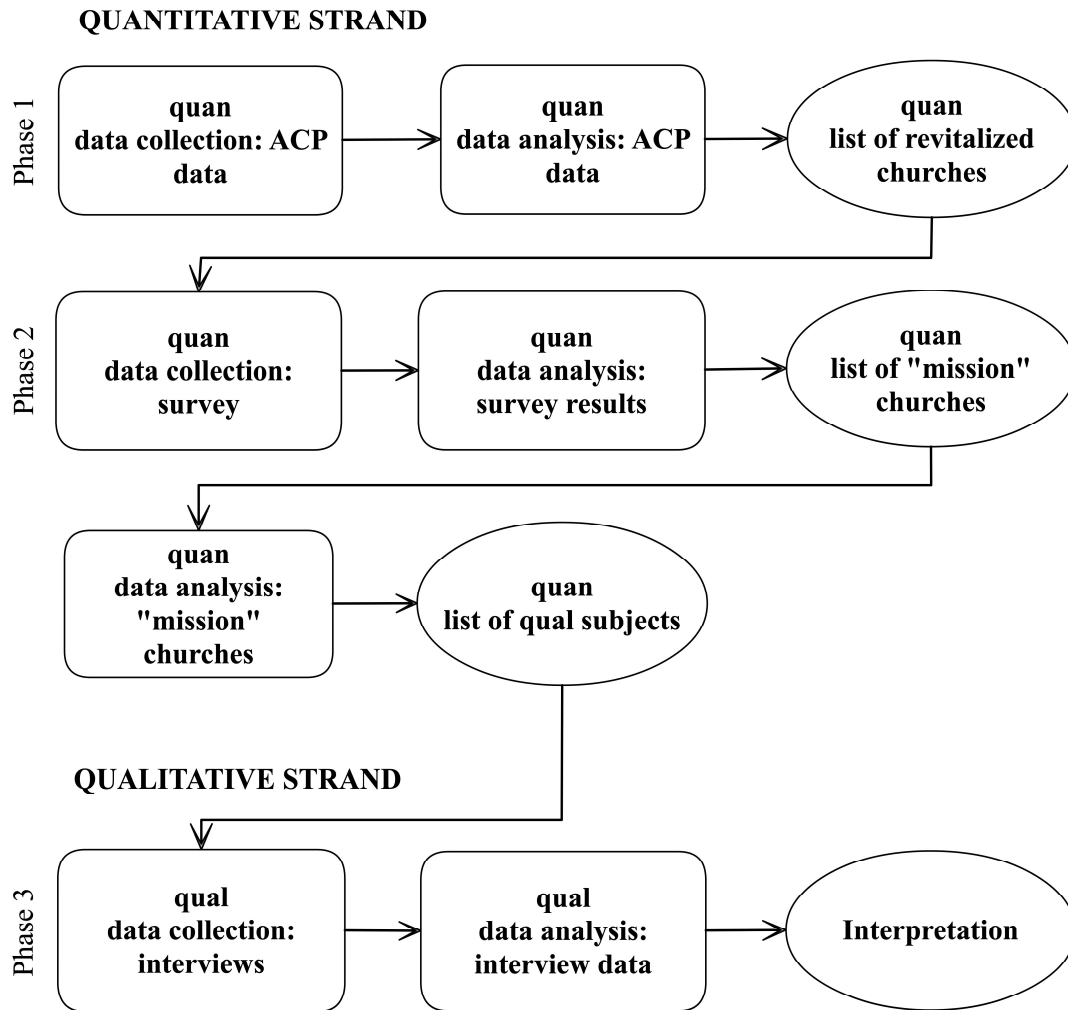 QUANTITATIVE STRAND
Phase 1
quan
data collection: ACP
data
quan
data analysis: ACP
data
quan
list of revitalized
churches
Phase 2
quan
data collection:
survey
quan
data analysis:
survey results
quan
list of "mission"
churches
quan
data analysis:
"mission"
churches
quan
list of qual subjects
QUALITATIVE STRAND
Phase 3
qual
data collection:
interviews
qual
data analysis:
interview data
Interpretation